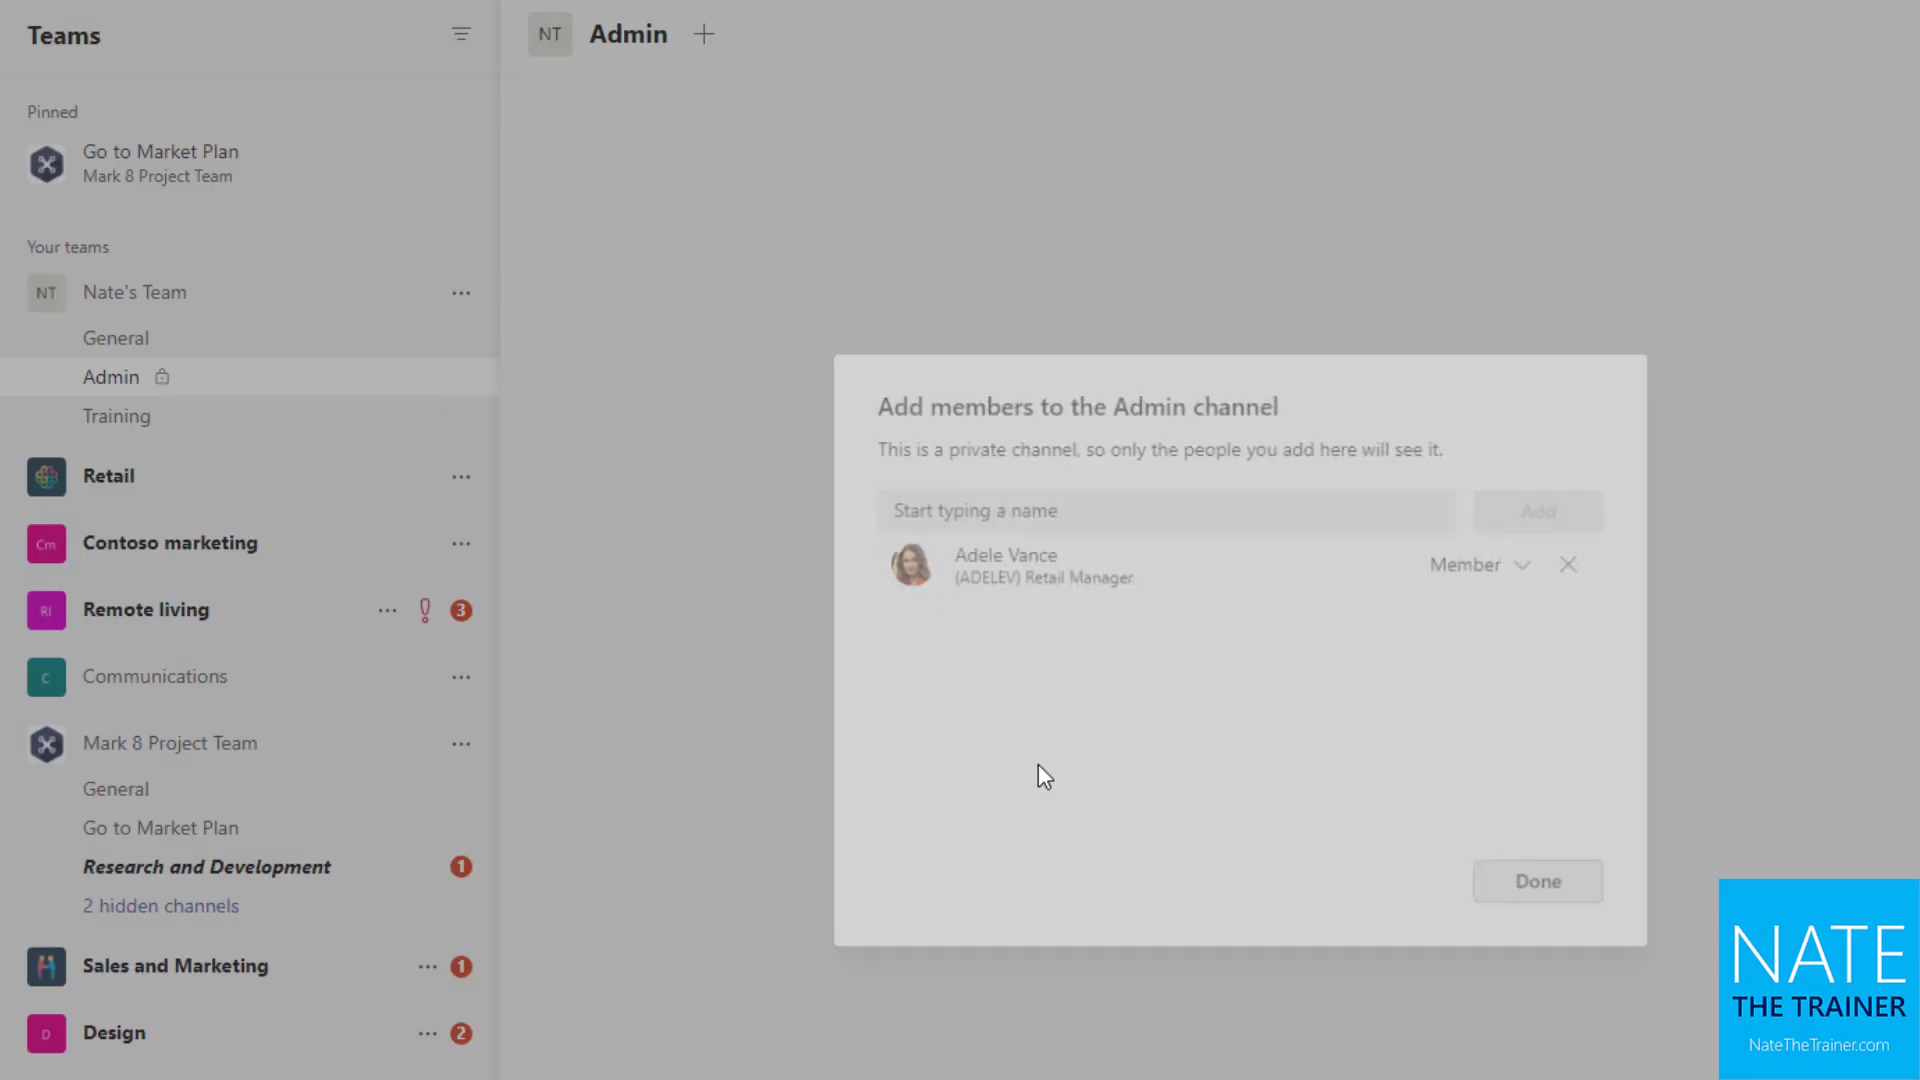 Teams
Pinned
Go to Market Plan
Mark 8 Project Team
Your teams
NT Nate's Team
General
Admin
Training
Retail
Cm Contoso marketing
Rl Remote living 3
C Communications
Mark 8 Project Team
General
Go to Market Plan
Research and Development 1
2 hidden channels
Sales and Marketing 1
D Design 2
NT Admin
Add members to the Admin channel
This is a private channel, so only the people you add here will see it.
Start typing a name Add
Adele Vance
(ADELEV) Retail Manager
Member
Done
NATE
THE TRAINER
NateTheTrainer.com